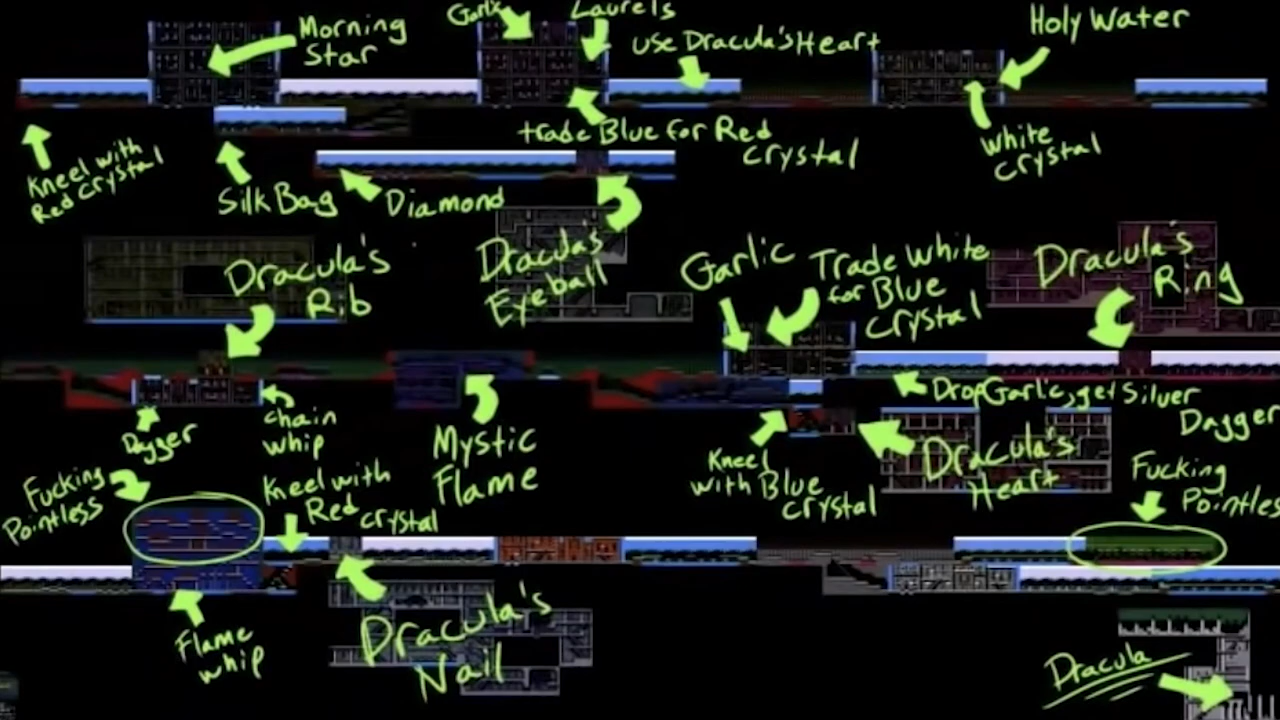 Morning
Star
Garlic
Laurels
Use Dracula's Heart
Holy Water
Kneel with
Red Crystal
Silk Bag
Diamond
trade Blue for Red
Crystal
White
Crystal
Dracula's
Rib
Dracula's
Eyeball
Garlic
Trade White
for Blue
Crystal
Dracula's
Ring
Dagger
chain
whip
Mystic
Flame
Kneel
with Blue
Crystal
Dracula's
Heart
Drop Garlic, get Silver
Dagger
Fucking
Pointless
Kneel with
Red
Crystal
Fucking
Pointles
Flame
whip
Dracula's
Nail
Dracula